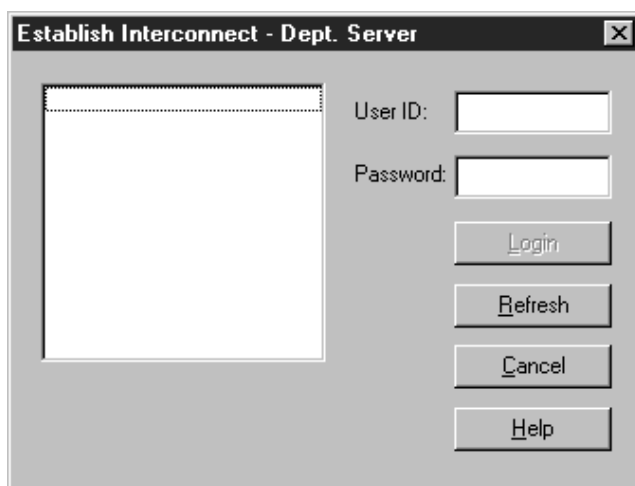 Establish Interconnect - Dept. Server
User ID:
Password:
Login
Refresh
Cancel
Help